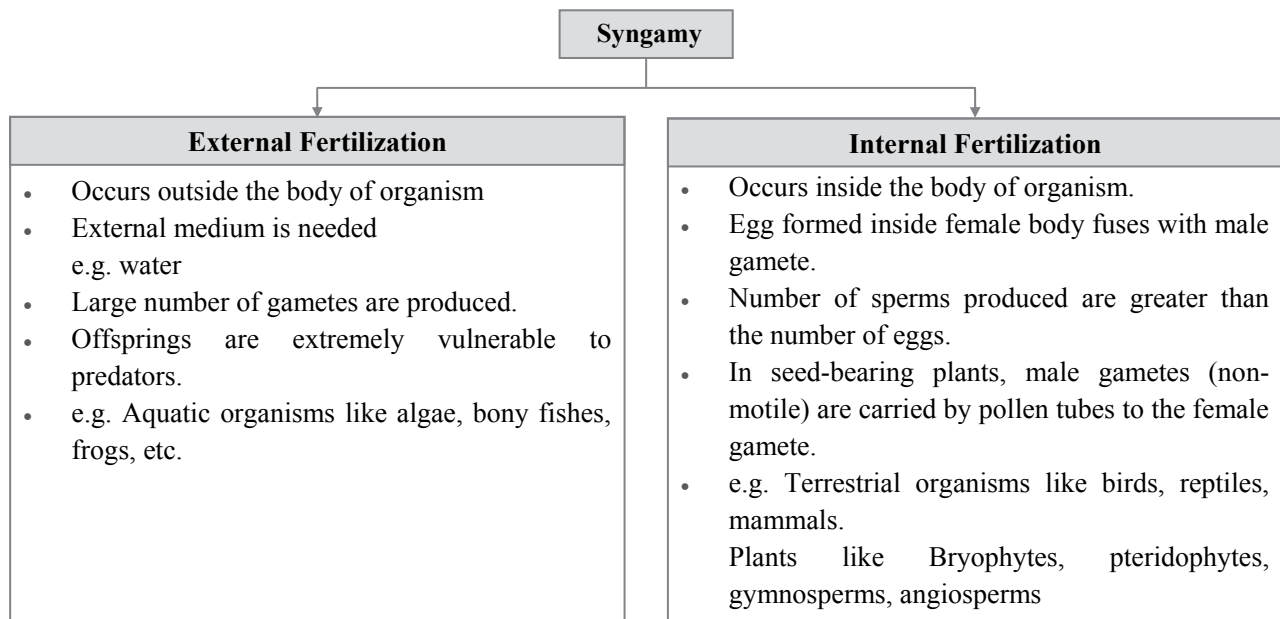 Syngamy
External Fertilization
• Occurs outside the body of organism
• External medium is needed
e.g. water
• Large number of gametes are produced.
• Offsprings are extremely vulnerable to
predators.
• e.g. Aquatic organisms like algae, bony fishes,
frogs, etc.
Internal Fertilization
• Occurs inside the body of organism.
• Egg formed inside female body fuses with male
gamete.
• Number of sperms produced are greater than
the number of eggs.
• In seed-bearing plants, male gametes (non-
motile) are carried by pollen tubes to the female
gamete.
• e.g. Terrestrial organisms like birds, reptiles,
mammals.
Plants like Bryophytes, pteridophytes,
gymnosperms, angiosperms